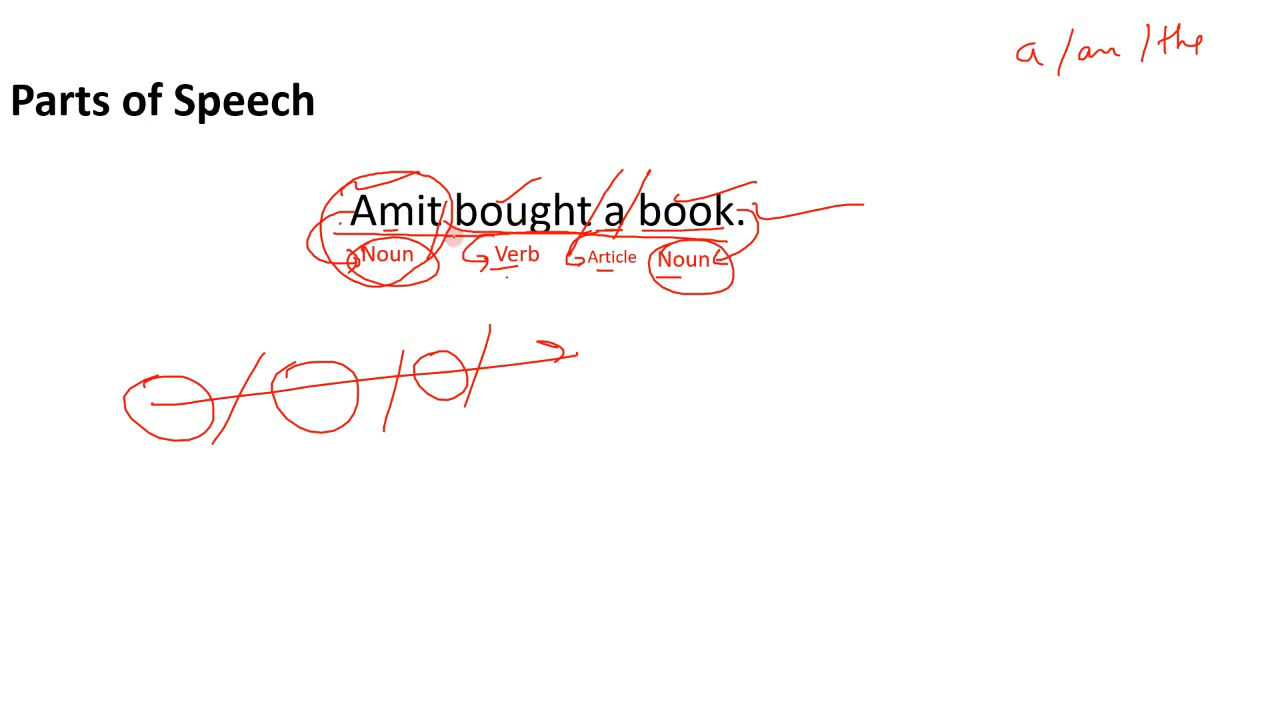 a / an / the
Parts of Speech
Amit bought a book.
Noun Verb Article Noun